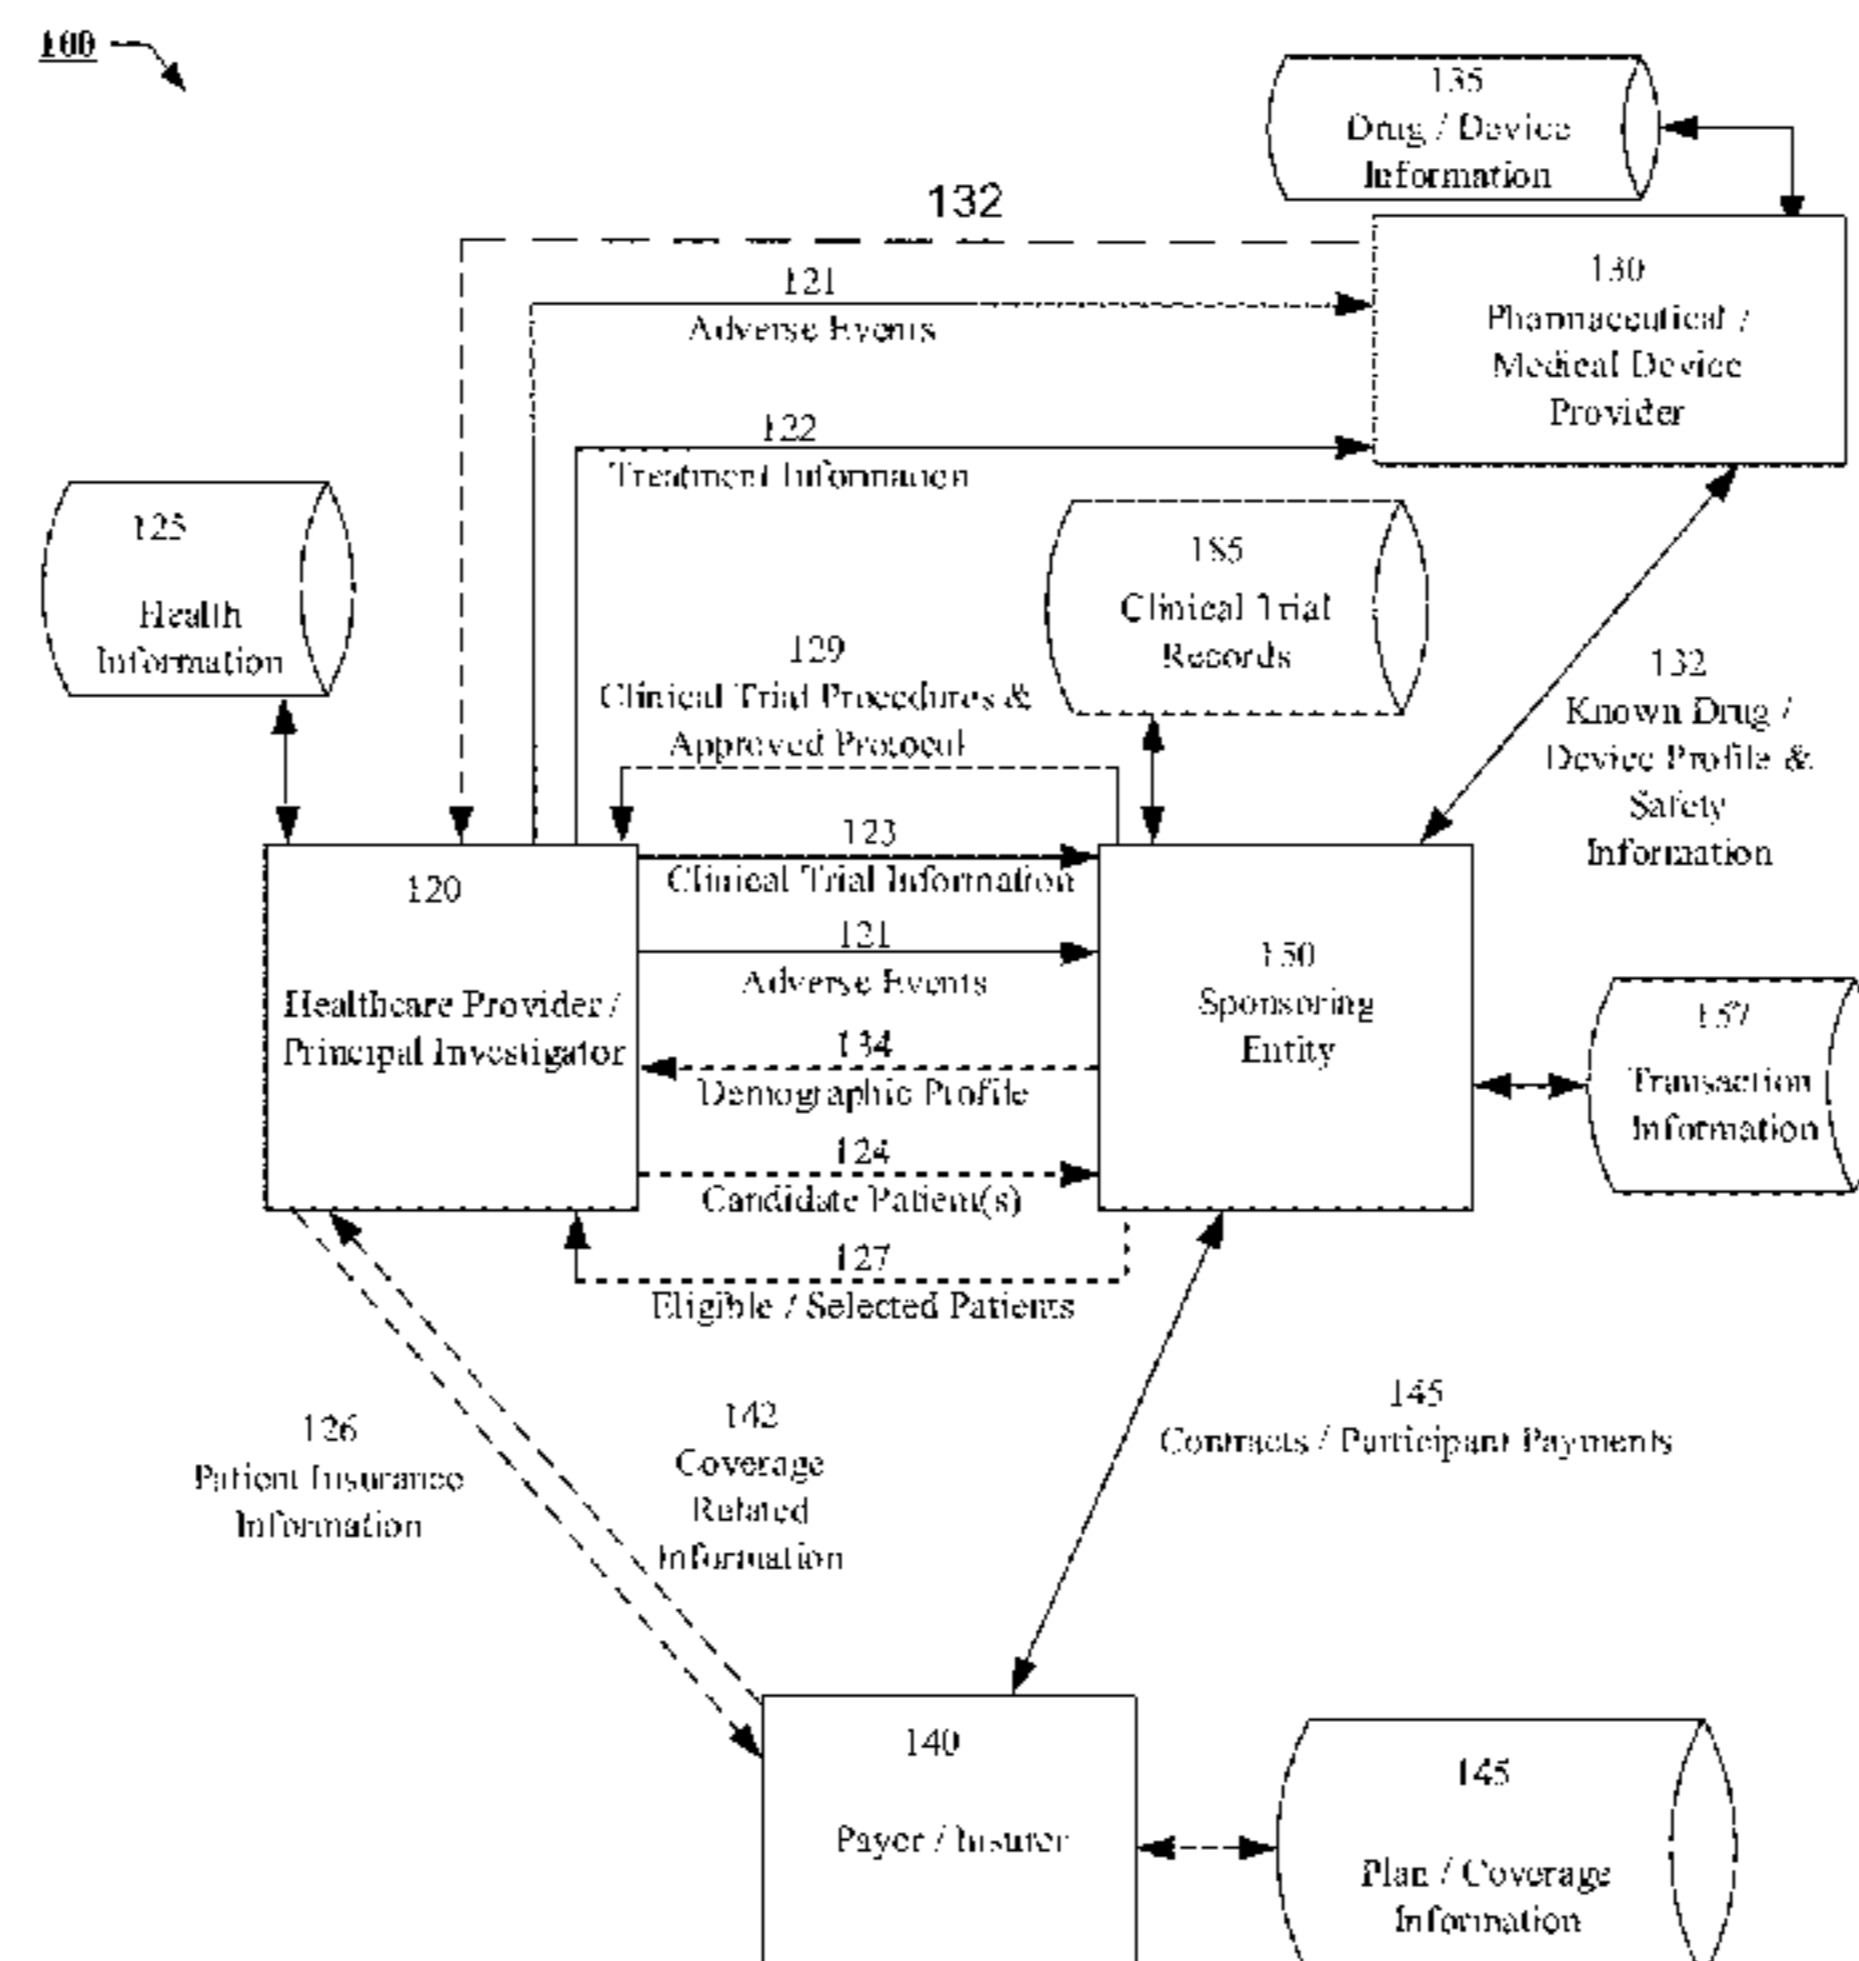 100
135
Drug / Device
Information
132
130
Pharmaceutical /
Medical Device
Provider
121
Adverse Events
122
Treatment Information
125
Health
Information
185
Clinical Trial
Records
129
Clinical Trial Procedures &
Approved Protocol
132
Known Drug /
Device Profile &
Safety
Information
120
Healthcare Provider /
Principal Investigator
123
Clinical Trial Information
121
Adverse Events
134
Demographic Profile
124
Candidate Patient(s)
127
Eligible / Selected Patients
150
Sponsoring
Entity
157
Transaction
Information
126
Patient Insurance
Information
142
Coverage
Related
Information
145
Contracts / Participant Payments
140
Payor / Insurer
145
Plan / Coverage
Information